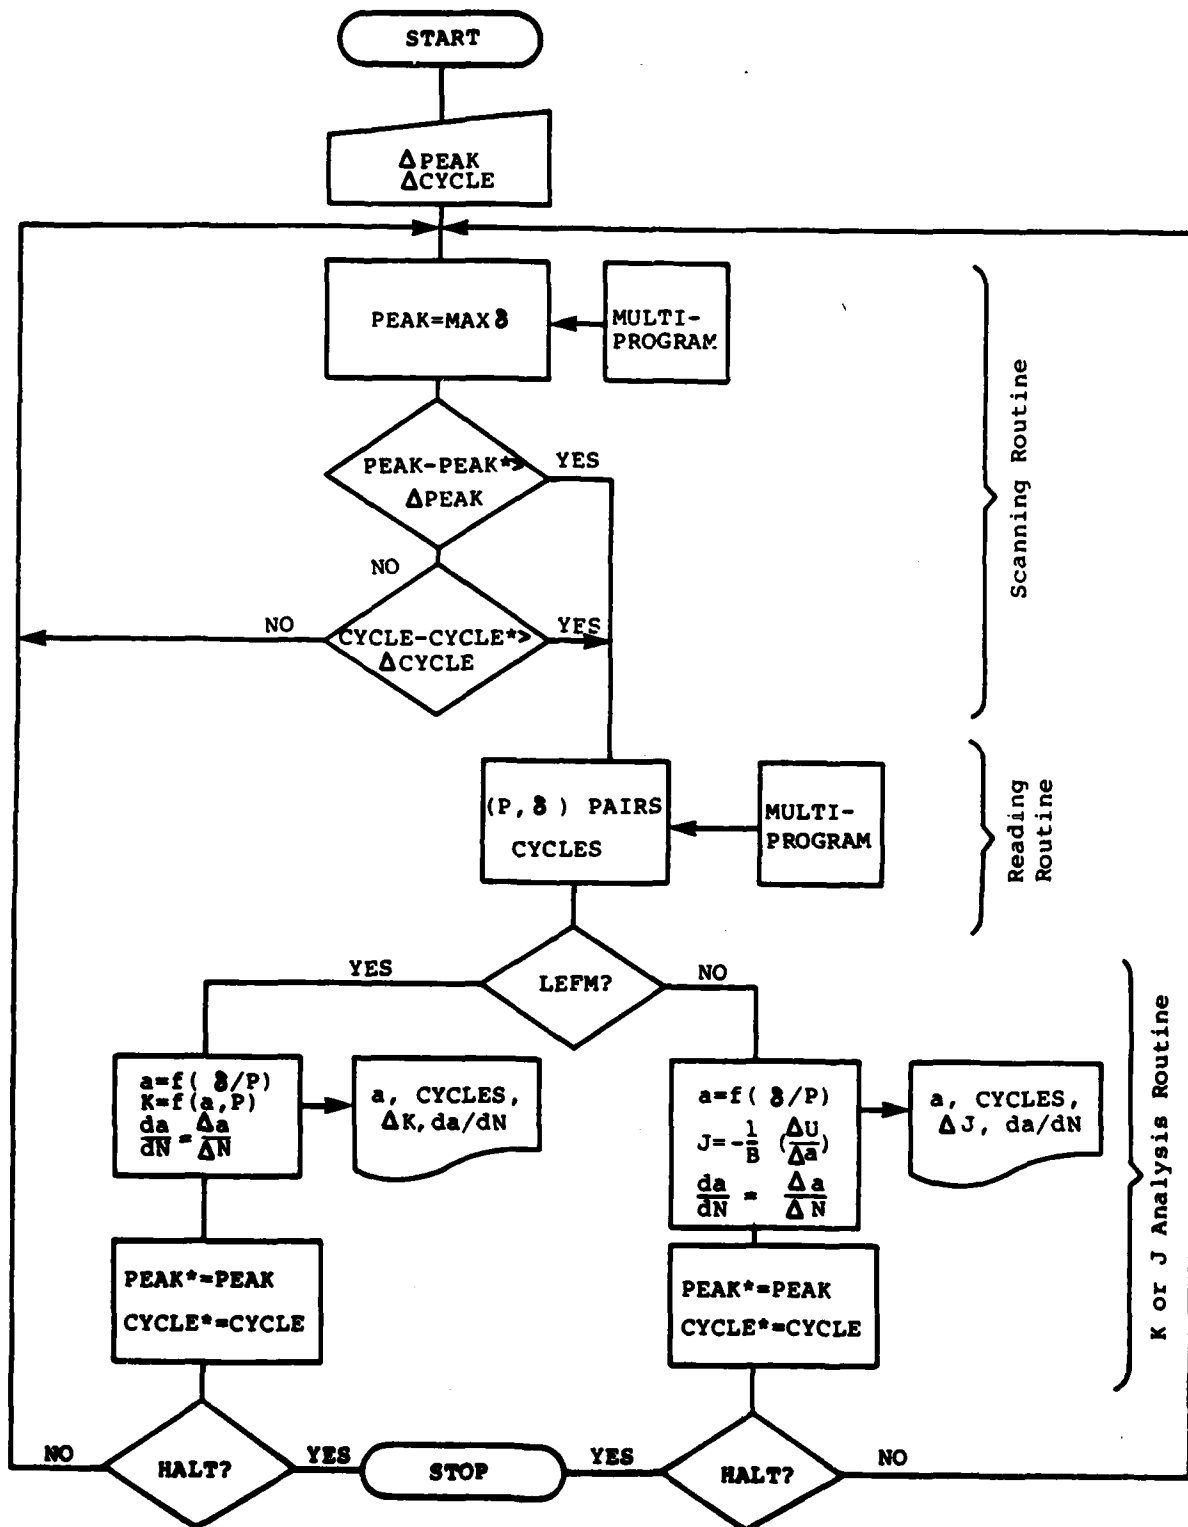 START
ΔPEAK
ΔCYCLE
PEAK=MAX δ
MULTI-
PROGRAM
PEAK-PEAK*>
ΔPEAK
YES
NO
CYCLE-CYCLE*>
ΔCYCLE
NO
YES
Scanning Routine
(P, δ ) PAIRS
CYCLES
MULTI-
PROGRAM
Reading
Routine
LEFM?
YES
NO
a=f( δ/P)
K=f(a,P)
da/dN = Δa/ΔN
a, CYCLES,
ΔK, da/dN
a=f( δ/P)
J=-1/B (ΔU/Δa)
da/dN = Δa/ΔN
a, CYCLES,
ΔJ, da/dN
K or J Analysis Routine
PEAK*=PEAK
CYCLE*=CYCLE
PEAK*=PEAK
CYCLE*=CYCLE
NO
HALT?
YES
STOP
YES
HALT?
NO